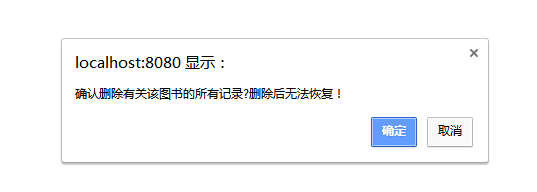 localhost:8080 显示：
确认删除有关该图书的所有记录?删除后无法恢复！
确定 取消